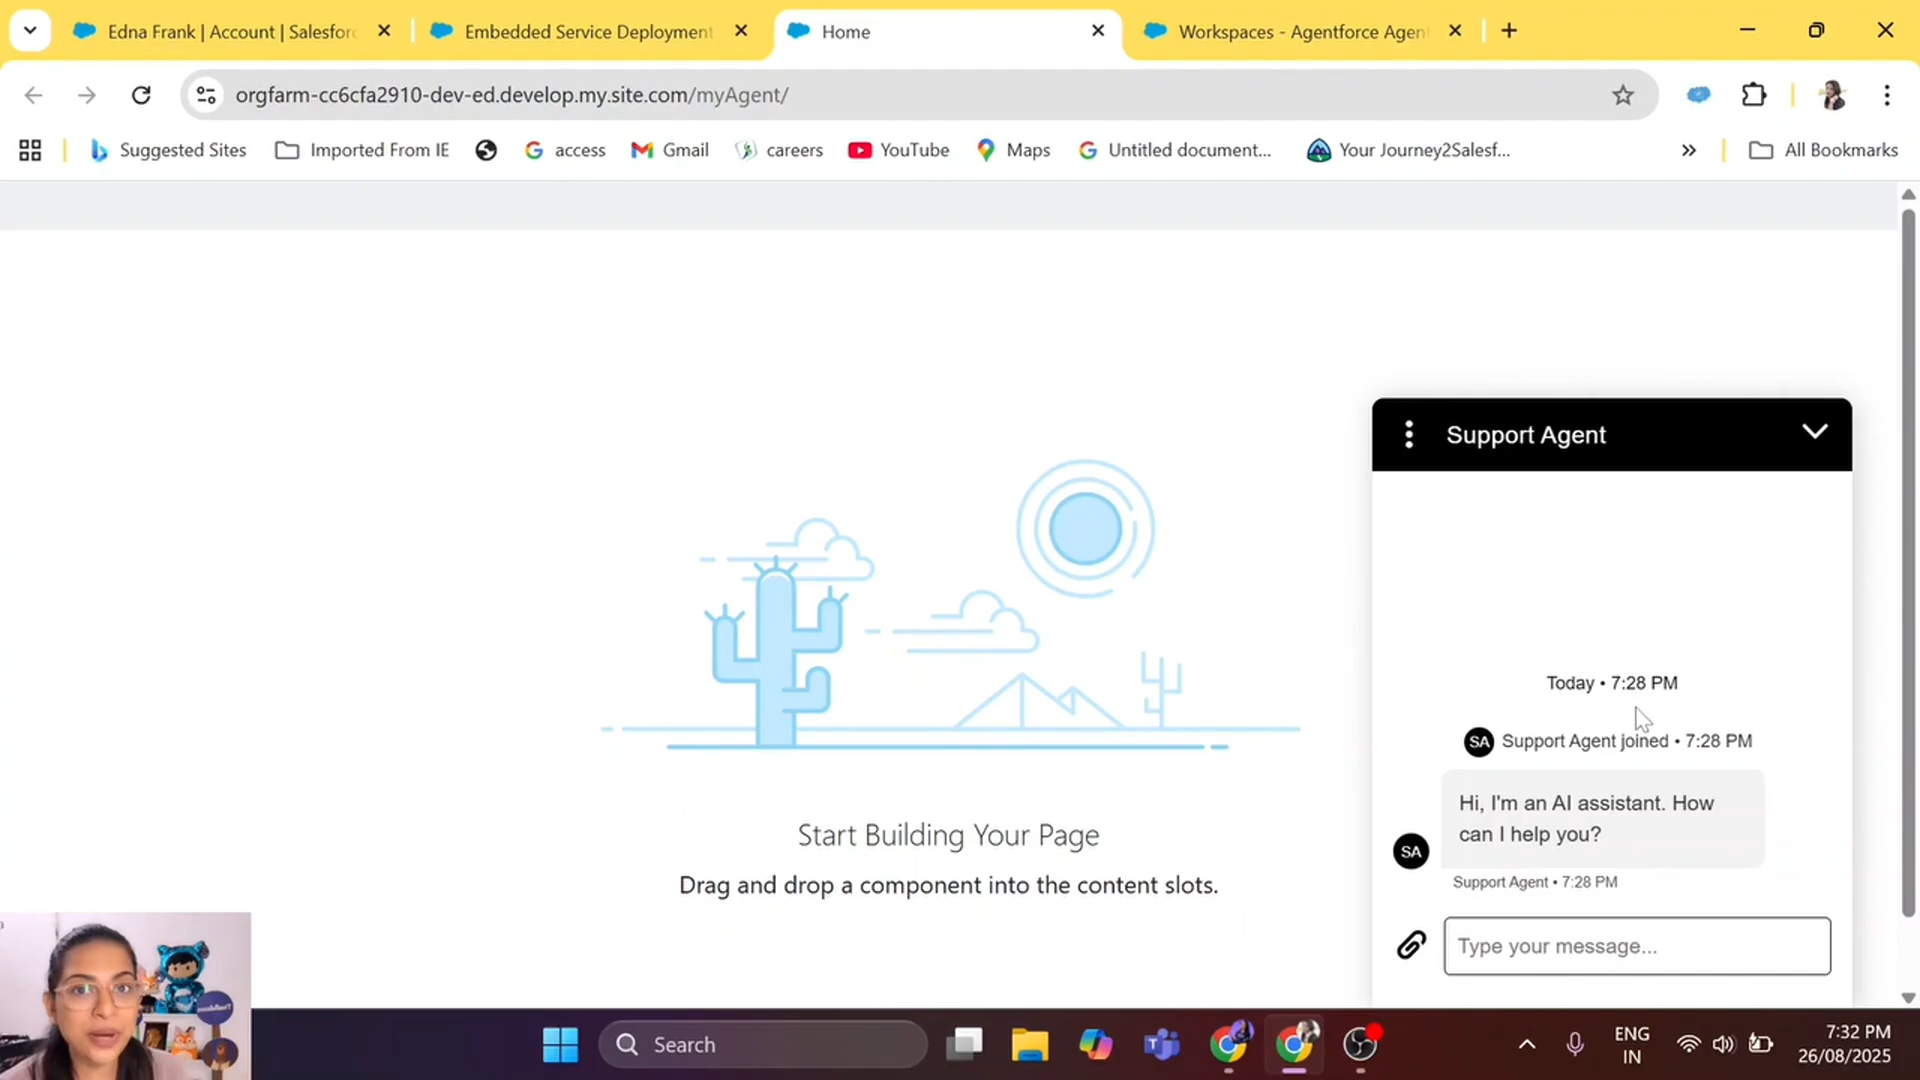 Edna Frank | Account | Salesforc
Embedded Service Deployment
Home
Workspaces - Agentforce Agen
orgfarm-cc6cfa2910-dev-ed.develop.my.site.com/myAgent/
Suggested Sites
Imported From IE
access
Gmail
careers
YouTube
Maps
Untitled document...
Your Journey2Salesf...
All Bookmarks
Support Agent
Today • 7:28 PM
SA Support Agent joined • 7:28 PM
Hi, I'm an AI assistant. How
can I help you?
SA
Support Agent • 7:28 PM
Type your message...
Start Building Your Page
Drag and drop a component into the content slots.
Search
ENG
IN
7:32 PM
26/08/2025